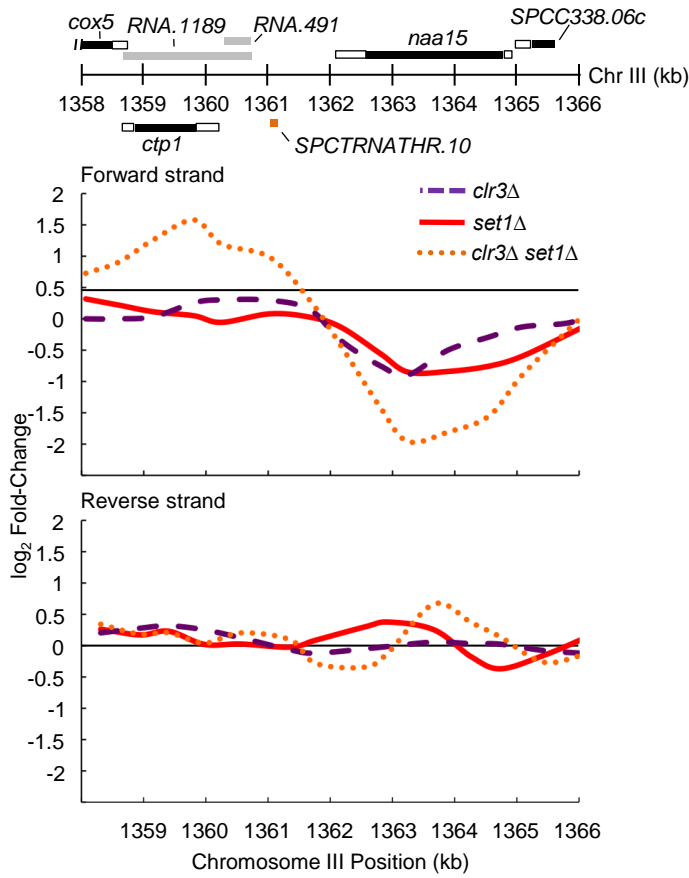 cox5 RNA.1189 RNA.491 naa15 SPCC338.06c
Chr III (kb)
1358 1359 1360 1361 1362 1363 1364 1365 1366
ctp1 SPCTRNATHR.10
Forward strand
2
1.5
1
0.5
0
-0.5
-1
-1.5
-2
clr3Δ
set1Δ
clr3Δ set1Δ
log2 Fold-Change
Reverse strand
2
1.5
1
0.5
0
-0.5
-1
-1.5
-2
1359 1360 1361 1362 1363 1364 1365 1366
Chromosome III Position (kb)